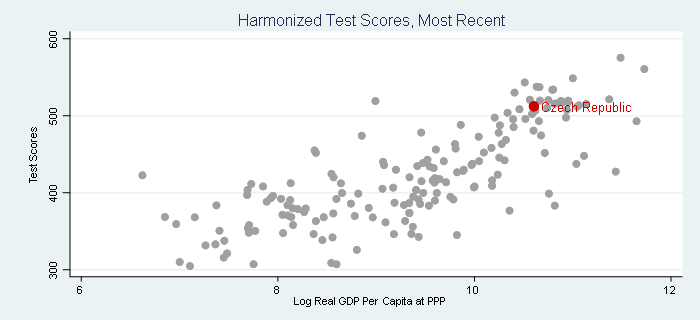 Harmonized Test Scores, Most Recent
600
500
400
300
Test Scores
Czech Republic
6
8
10
12
Log Real GDP Per Capita at PPP